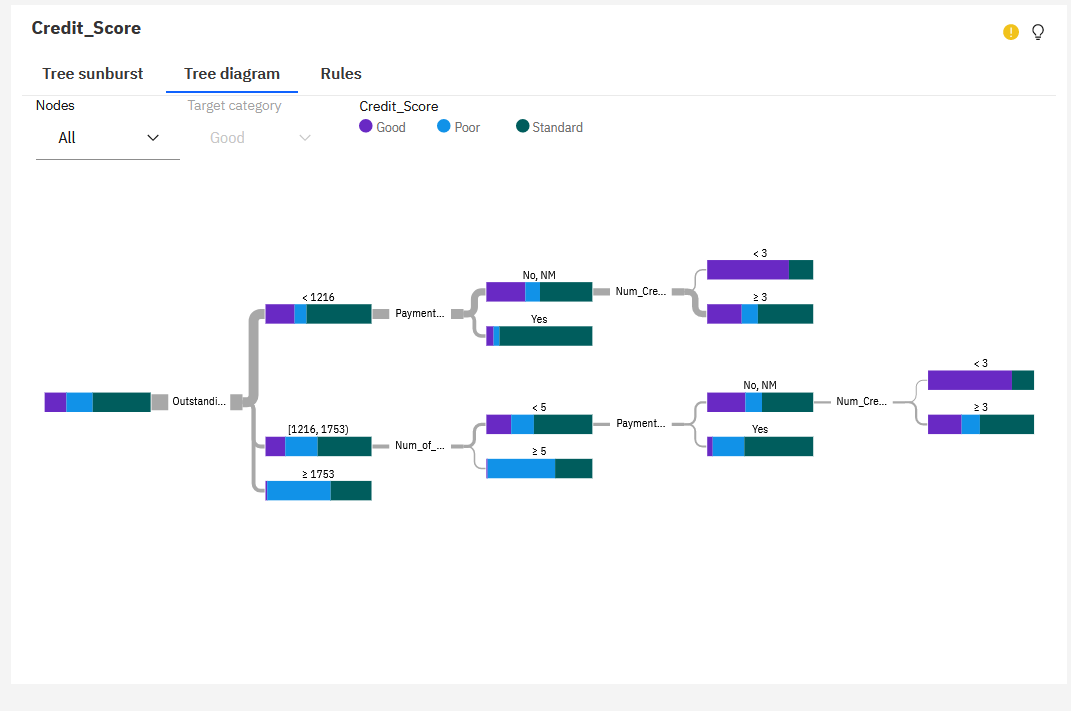 Credit_Score
Tree sunburst Tree diagram Rules
Nodes Target category Credit_Score
All Good Good Poor Standard
< 3
No, NM
< 1216 Num_Cre... ≥ 3
Payment... Yes
< 3
No, NM
Outstandi... < 5 Num_Cre... ≥ 3
[1216, 1753) Payment... Yes
Num_of_... ≥ 5
≥ 1753